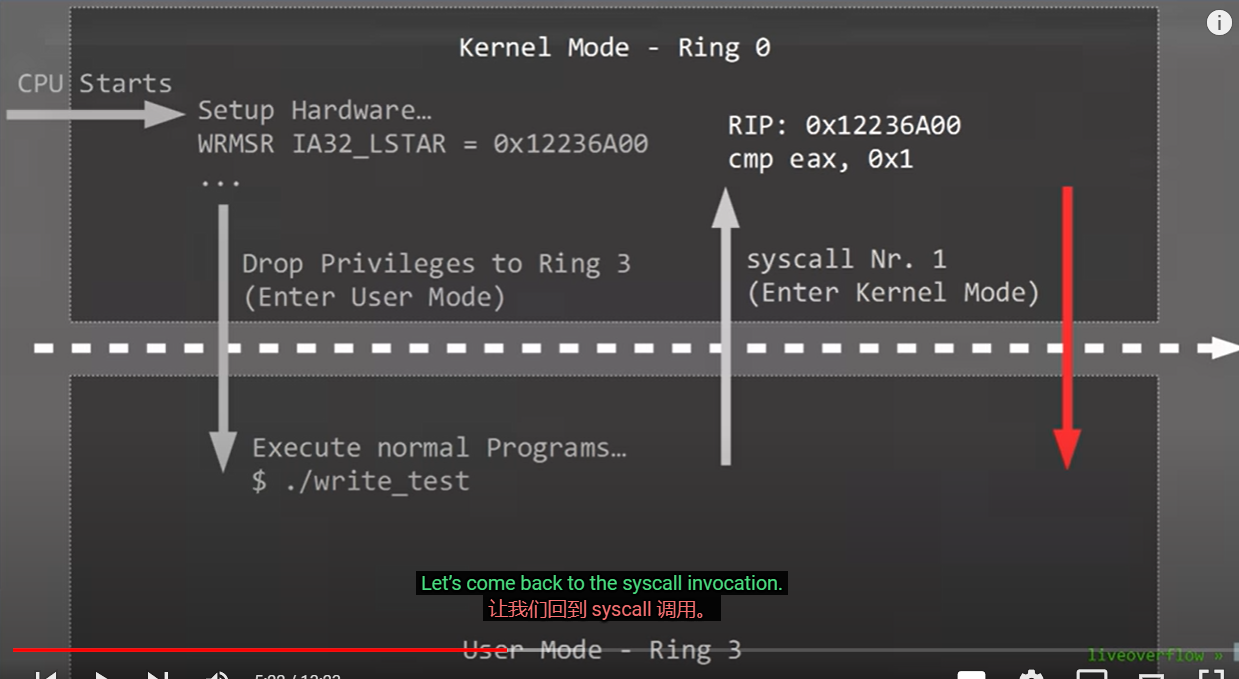 Kernel Mode - Ring 0
CPU Starts
Setup Hardware…
WRMSR IA32_LSTAR = 0x12236A00
...
RIP: 0x12236A00
cmp eax, 0x1
Drop Privileges to Ring 3
(Enter User Mode)
syscall Nr. 1
(Enter Kernel Mode)
Execute normal Programs…
$ ./write_test
Let's come back to the syscall invocation.
让我们回到 syscall 调用。
User Mode - Ring 3
liveoverflow »